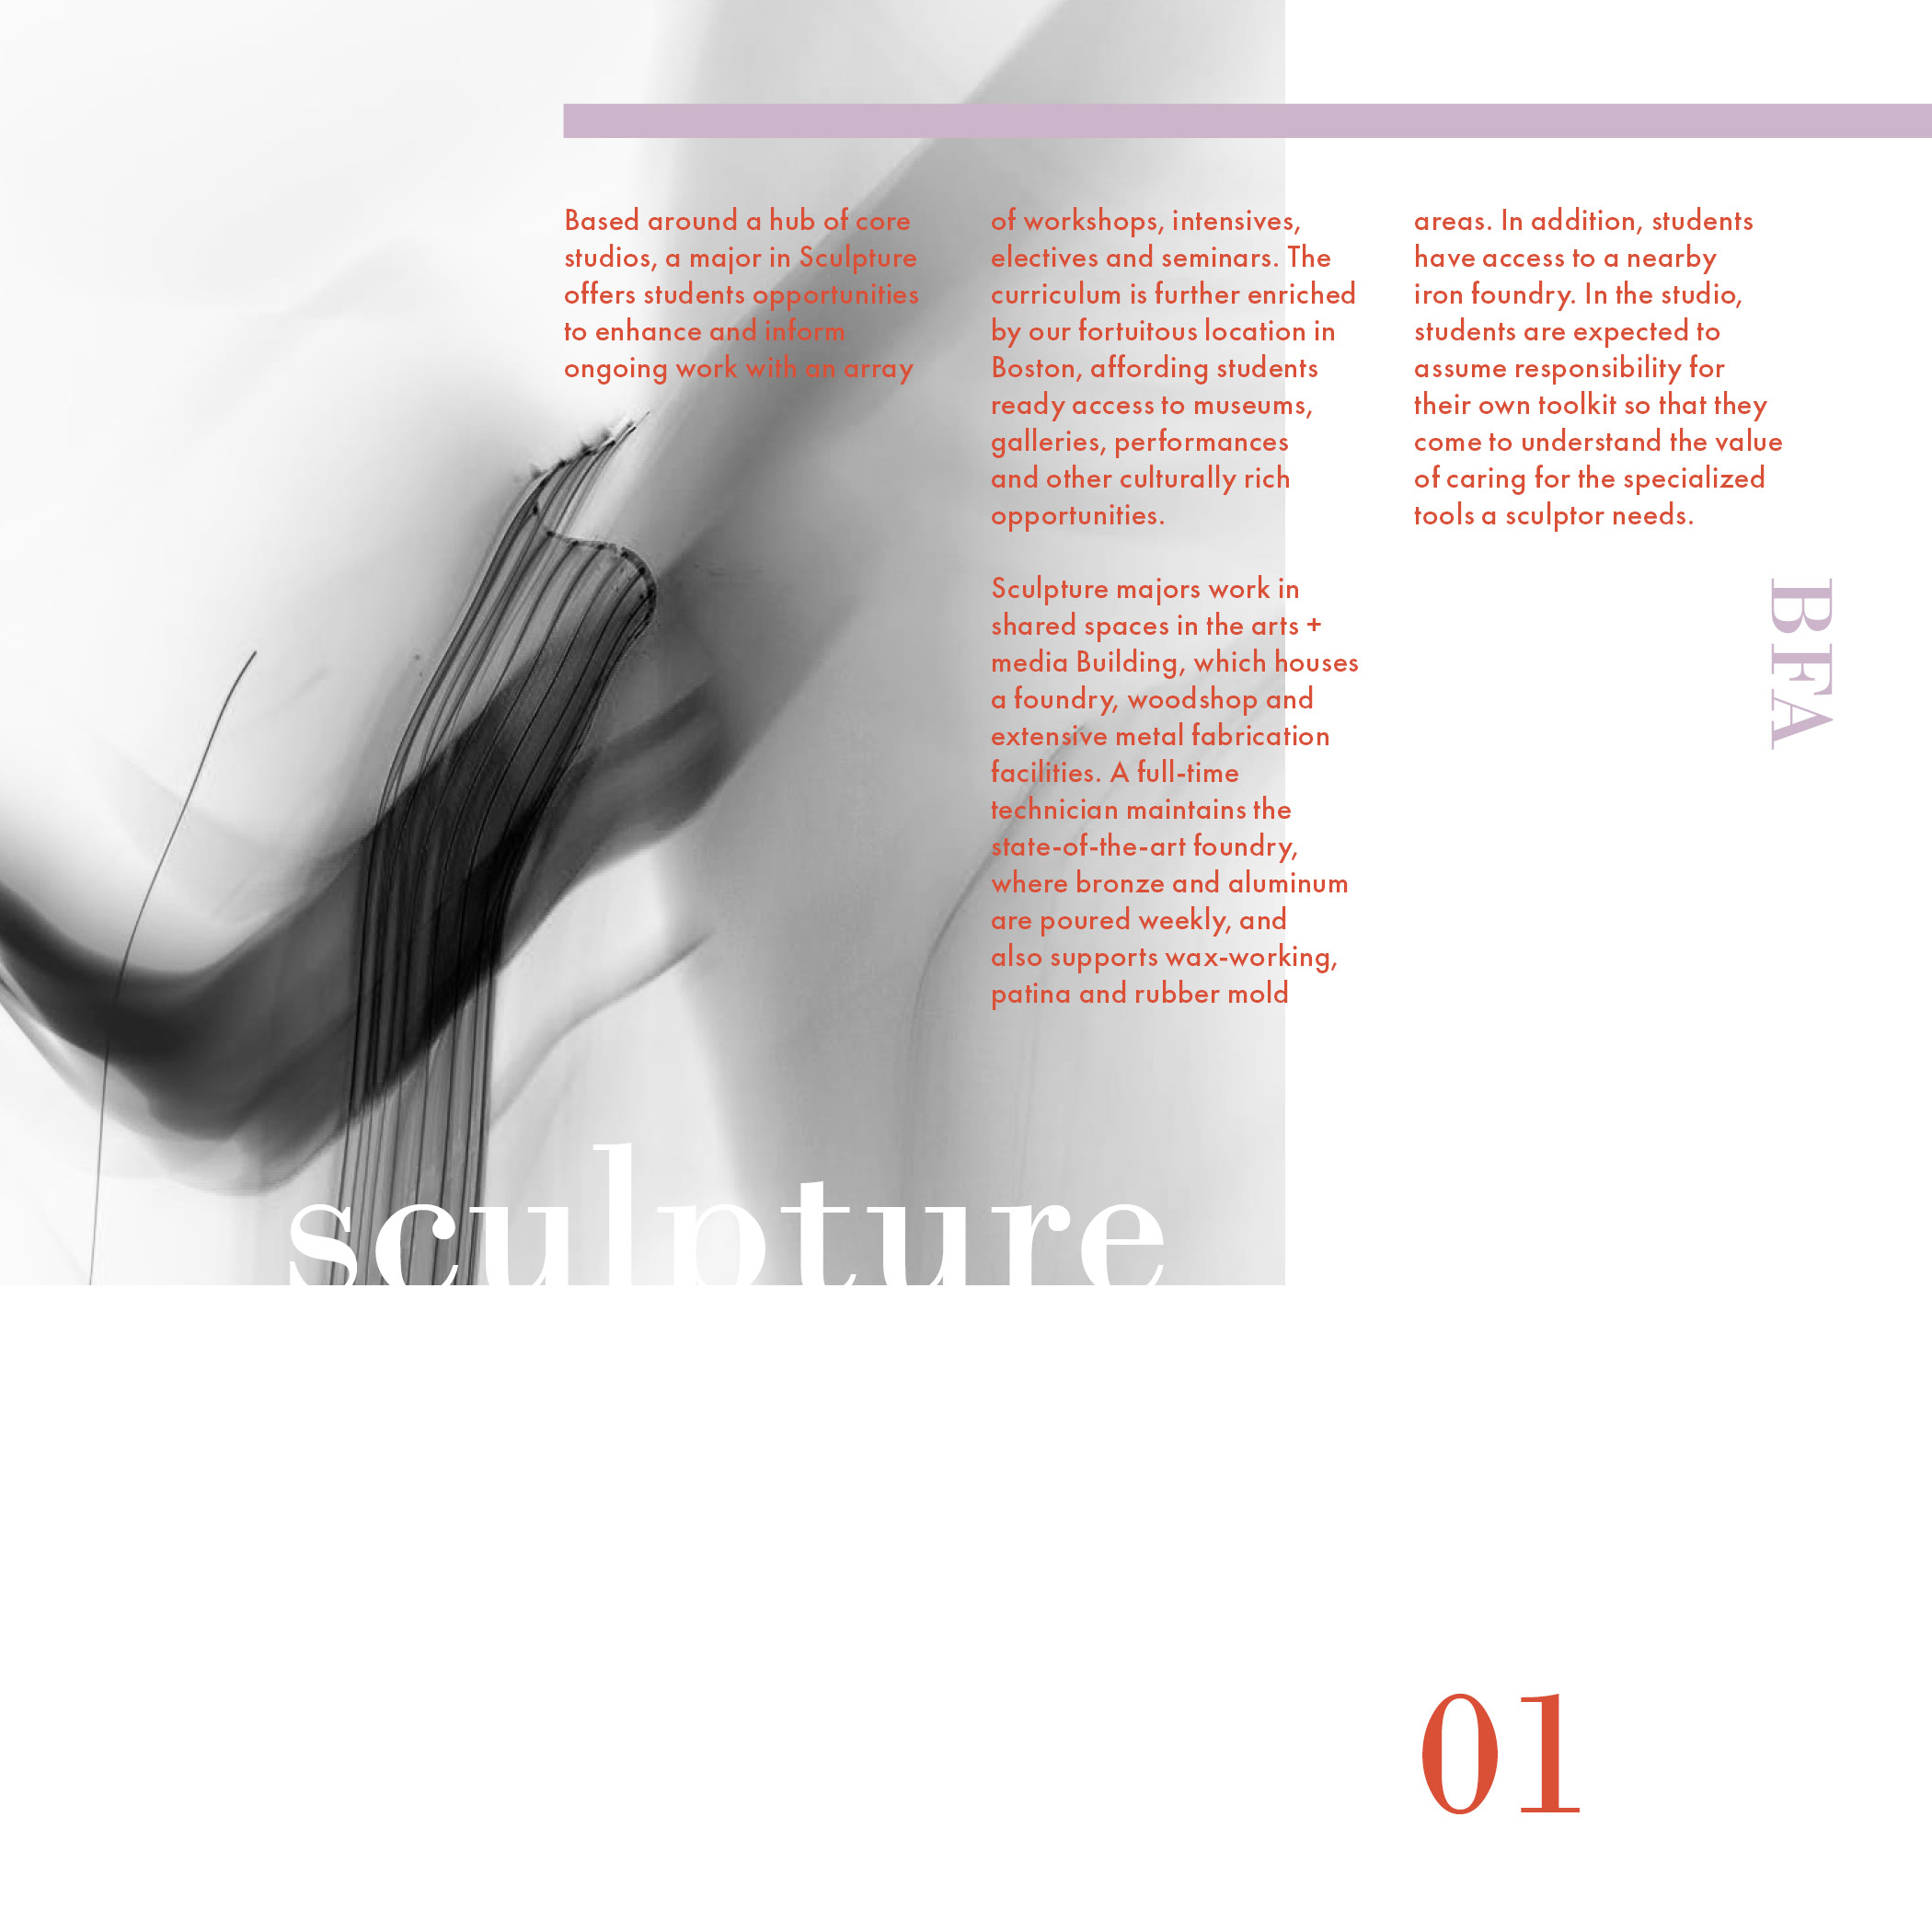 Based around a hub of core
studios, a major in Sculpture
offers students opportunities
to enhance and inform
ongoing work with an array
of workshops, intensives,
electives and seminars. The
curriculum is further enriched
by our fortuitous location in
Boston, affording students
ready access to museums,
galleries, performances
and other culturally rich
opportunities.
Sculpture majors work in
shared spaces in the arts +
media Building, which houses
a foundry, woodshop and
extensive metal fabrication
facilities. A full-time
technician maintains the
state-of-the-art foundry,
where bronze and aluminum
are poured weekly, and
also supports wax-working,
patina and rubber mold
areas. In addition, students
have access to a nearby
iron foundry. In the studio,
students are expected to
assume responsibility for
their own toolkit so that they
come to understand the value
of caring for the specialized
tools a sculptor needs.
BFA
sculpture
01